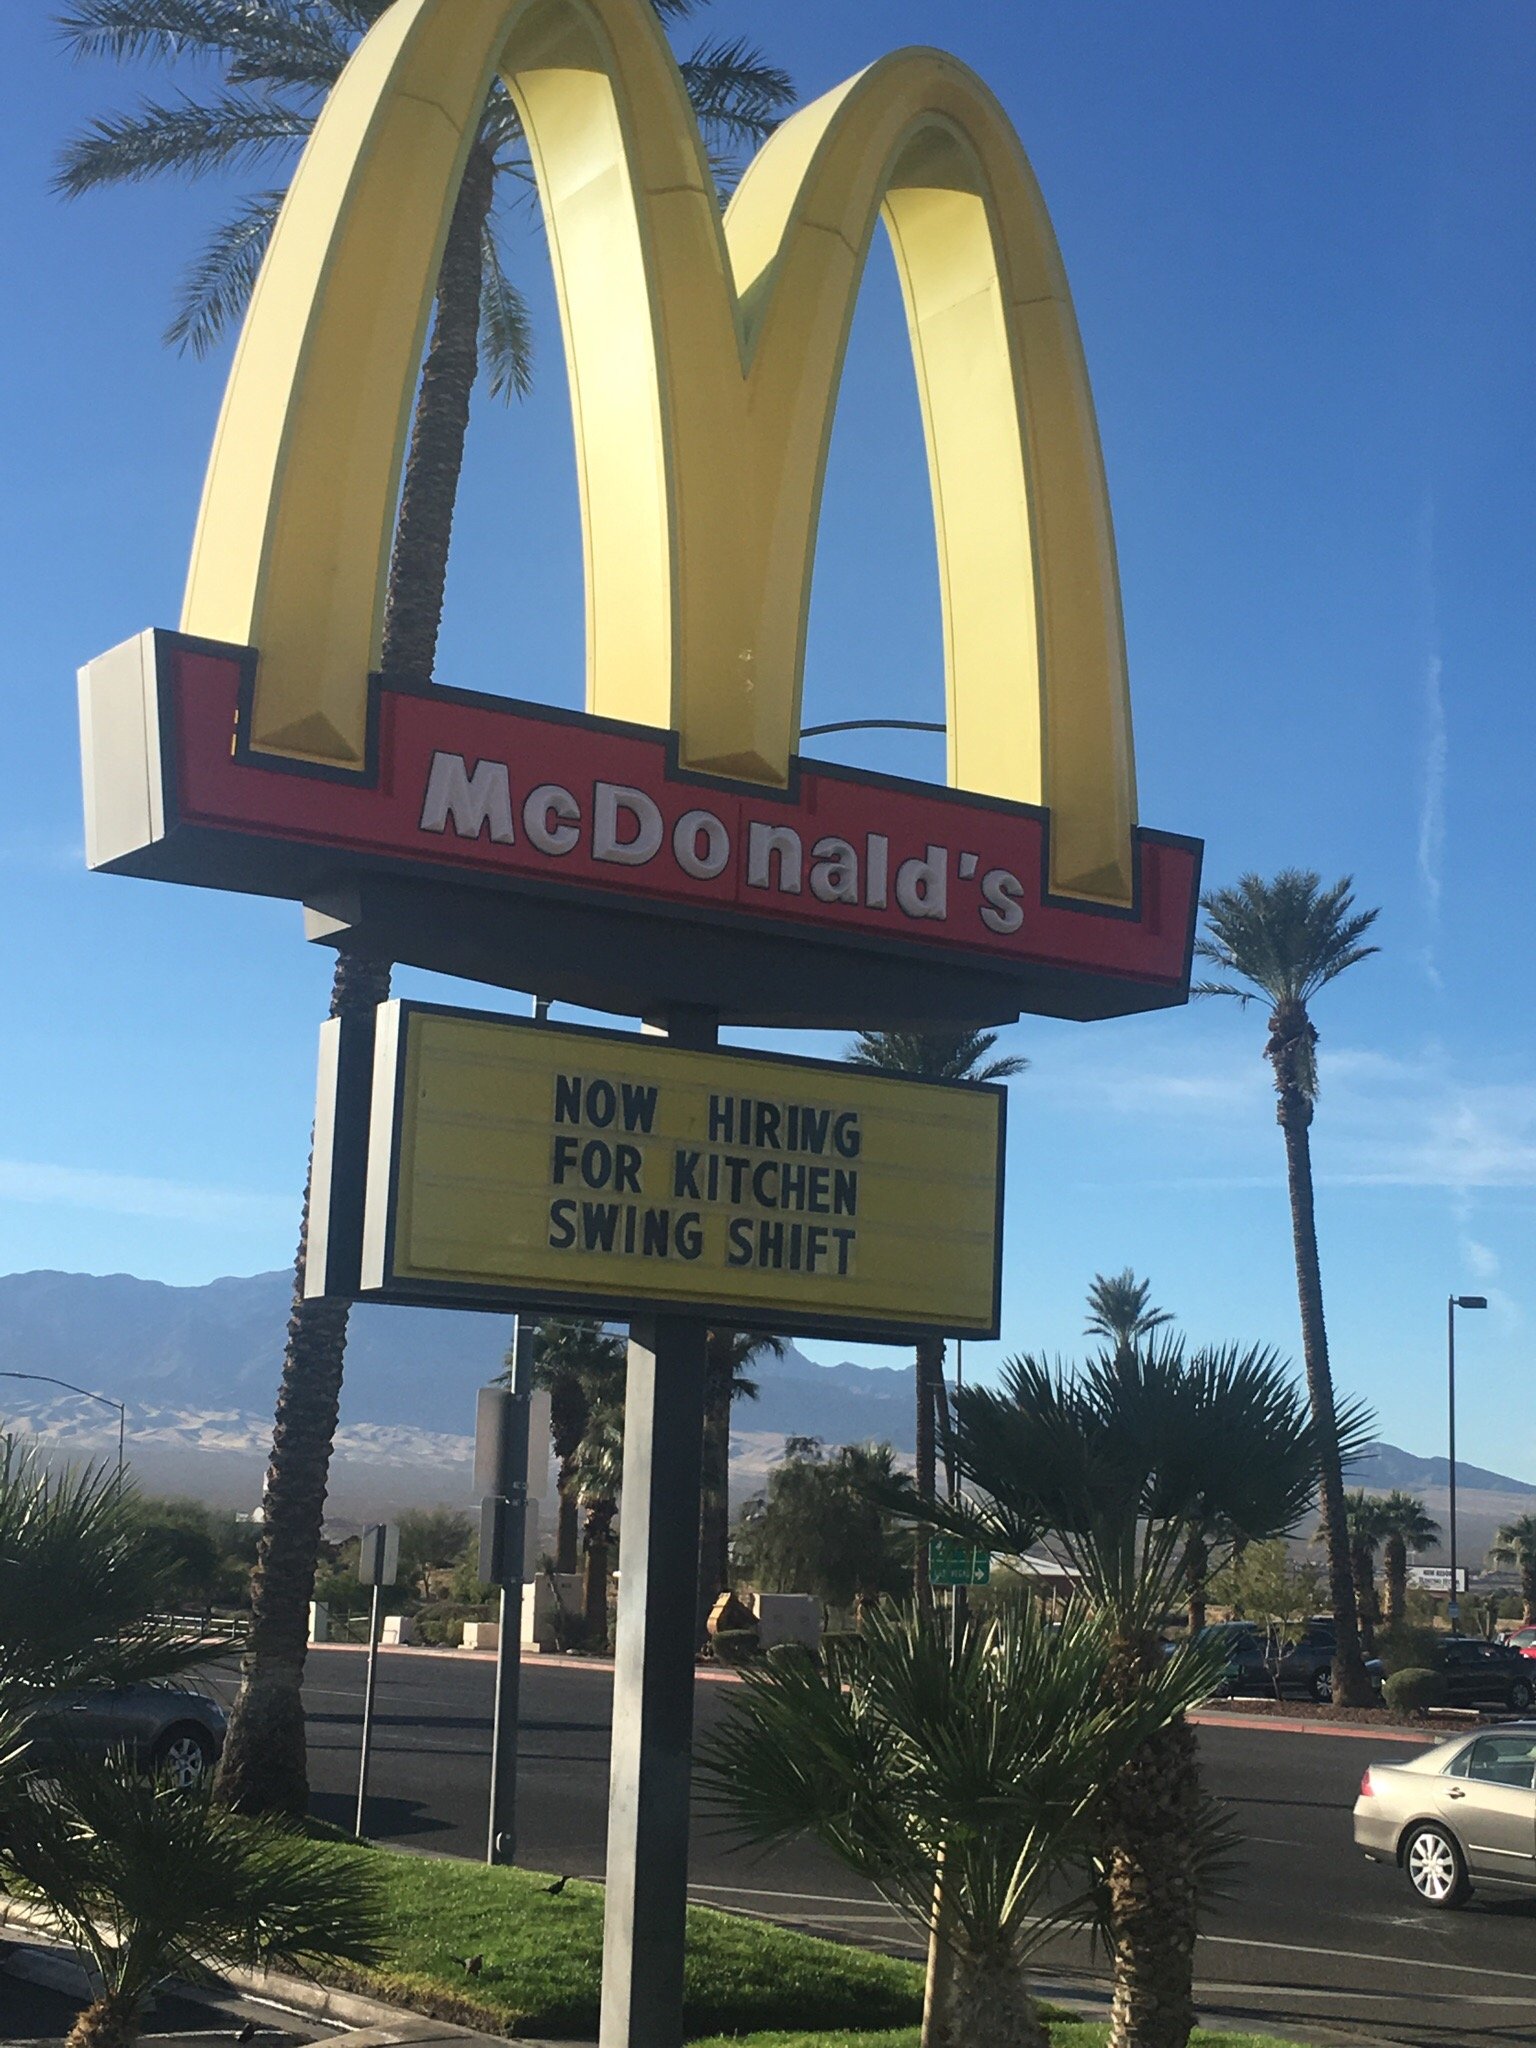 McDonald's
NOW HIRING
FOR KITCHEN
SWING SHIFT